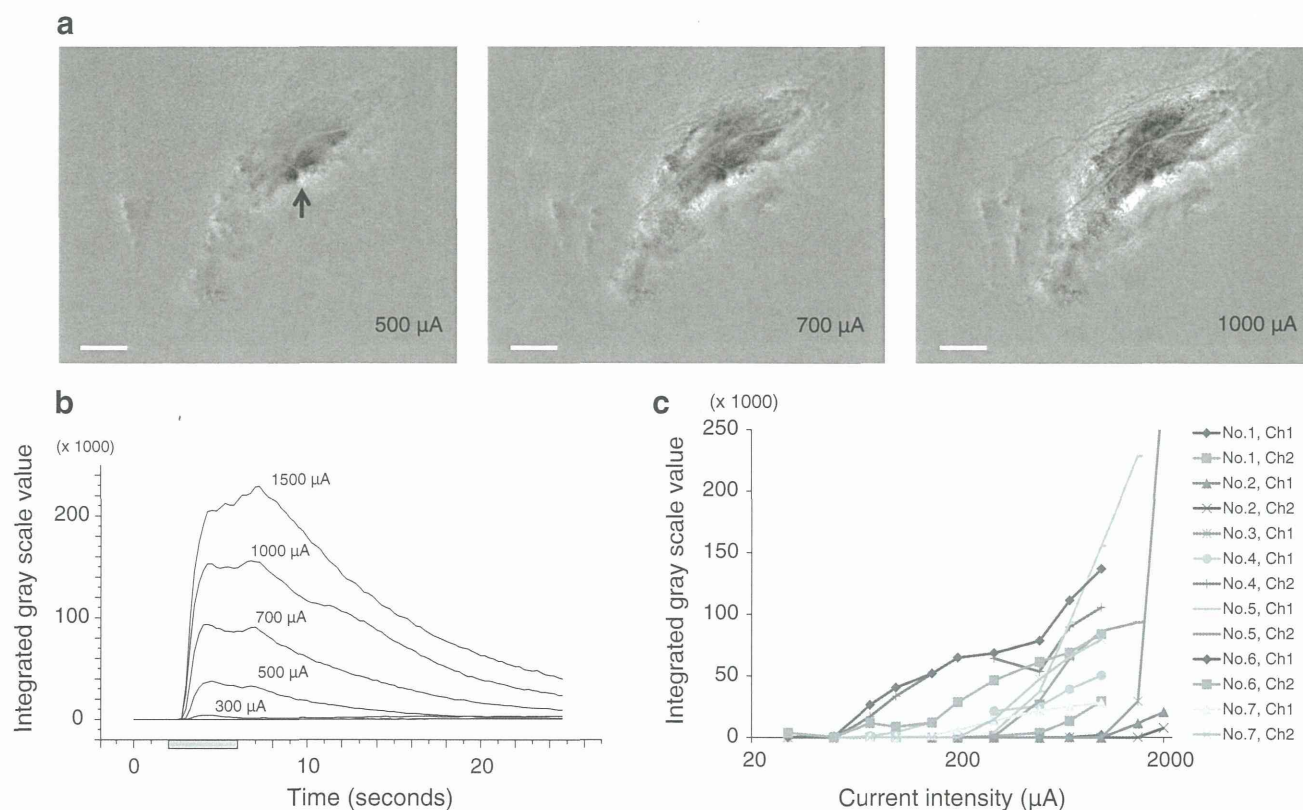 a
500 µA
700 µA
1000 µA
b
(x 1000)
Integrated gray scale value
200
100
0
1500 µA
1000 µA
700 µA
500 µA
300 µA
0
10
20
Time (seconds)
c
(x 1000)
Integrated gray scale value
250
200
150
100
50
0
20
200
2000
Current intensity (µA)
No.1, Ch1
No.1, Ch2
No.2, Ch1
No.2, Ch2
No.3, Ch1
No.4, Ch1
No.4, Ch2
No.5, Ch1
No.5, Ch2
No.6, Ch1
No.6, Ch2
No.7, Ch1
No.7, Ch2